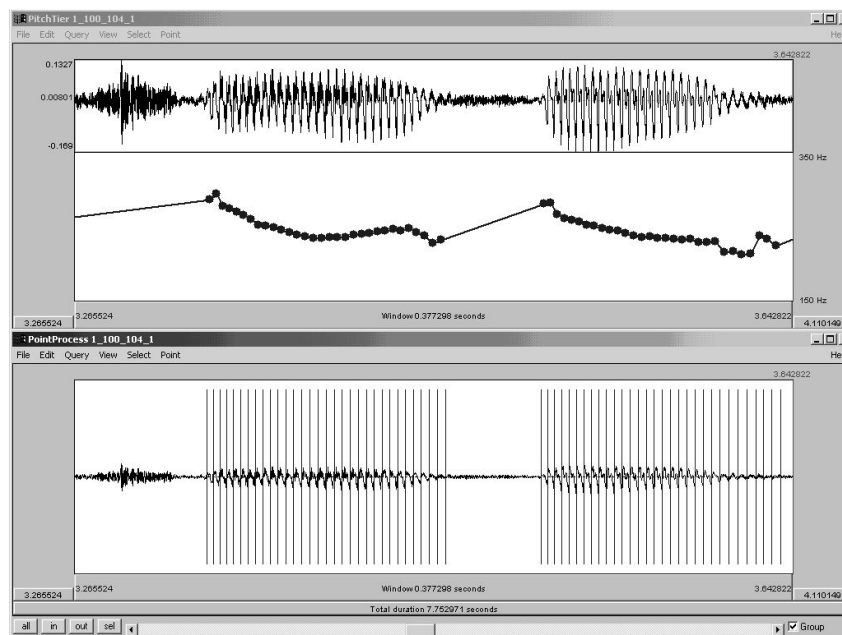 PitchTier 1_100_104_1
File Edit Query View Select Point He
3.642822
0.1327
0.00801
-0.169
350 Hz
150 Hz
3.265524 3.265524 Window 0.377298 seconds 3.642822 4.110149
PointProcess 1_100_104_1
File Edit Query View Select Point He
3.642822
3.265524 3.265524 Window 0.377298 seconds 3.642822 4.110149
Total duration 7.752971 seconds
all in out sel Group